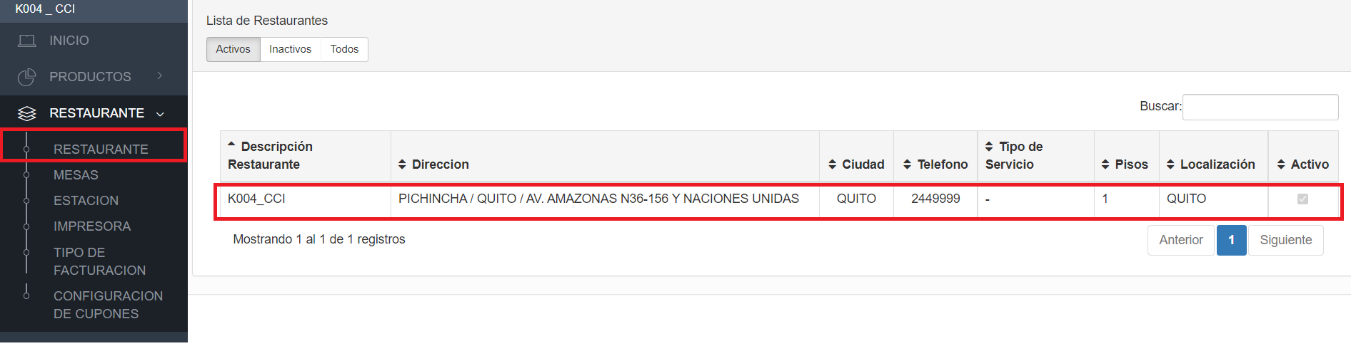 K004 _ CCI
INICIO
PRODUCTOS
RESTAURANTE
RESTAURANTE
MESAS
ESTACION
IMPRESORA
TIPO DE
FACTURACION
CONFIGURACION
DE CUPONES
Lista de Restaurantes
Activos Inactivos Todos
Buscar:
Descripción
Restaurante Direccion Ciudad Telefono Tipo de
Servicio Pisos Localización Activo
K004_CCI PICHINCHA / QUITO / AV. AMAZONAS N36-156 Y NACIONES UNIDAS QUITO 2449999 - 1 QUITO
Mostrando 1 al 1 de 1 registros
Anterior 1 Siguiente